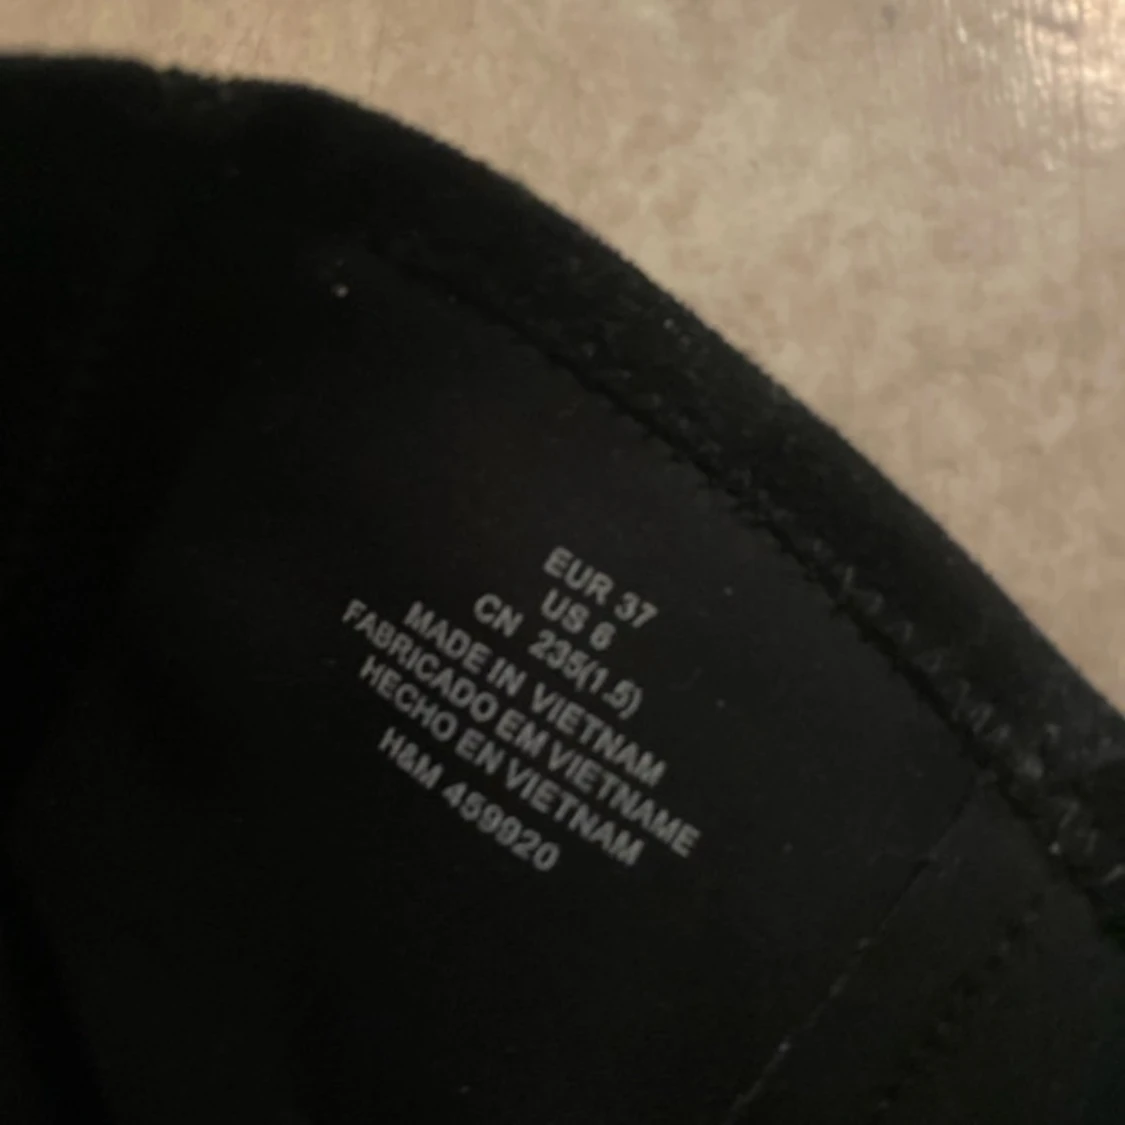 EUR 37
US 6
CN 235(1.5)
MADE IN VIETNAM
FABRICADO EM VIETNAME
HECHO EN VIETNAM
H&M 459920